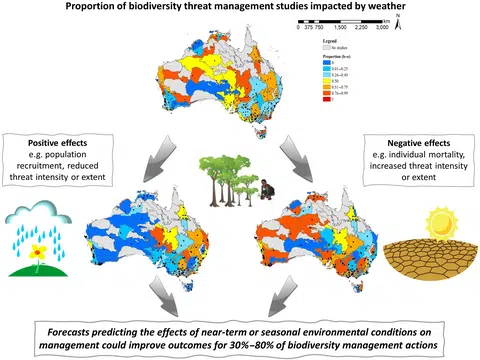 Proportion of biodiversity threat management studies impacted by weather
0 375 750 1,500 2,250 3,000
km
N
Legend
No studies
Proportion (b-w)
0
0.01–0.25
0.26–0.49
0.50
0.51–0.75
0.76–0.99
1
Positive effects
e.g. population
recruitment, reduced
threat intensity or extent
Negative effects
e.g. individual mortality,
increased threat intensity
or extent
Forecasts predicting the effects of near-term or seasonal environmental conditions on
management could improve outcomes for 30%–80% of biodiversity management actions